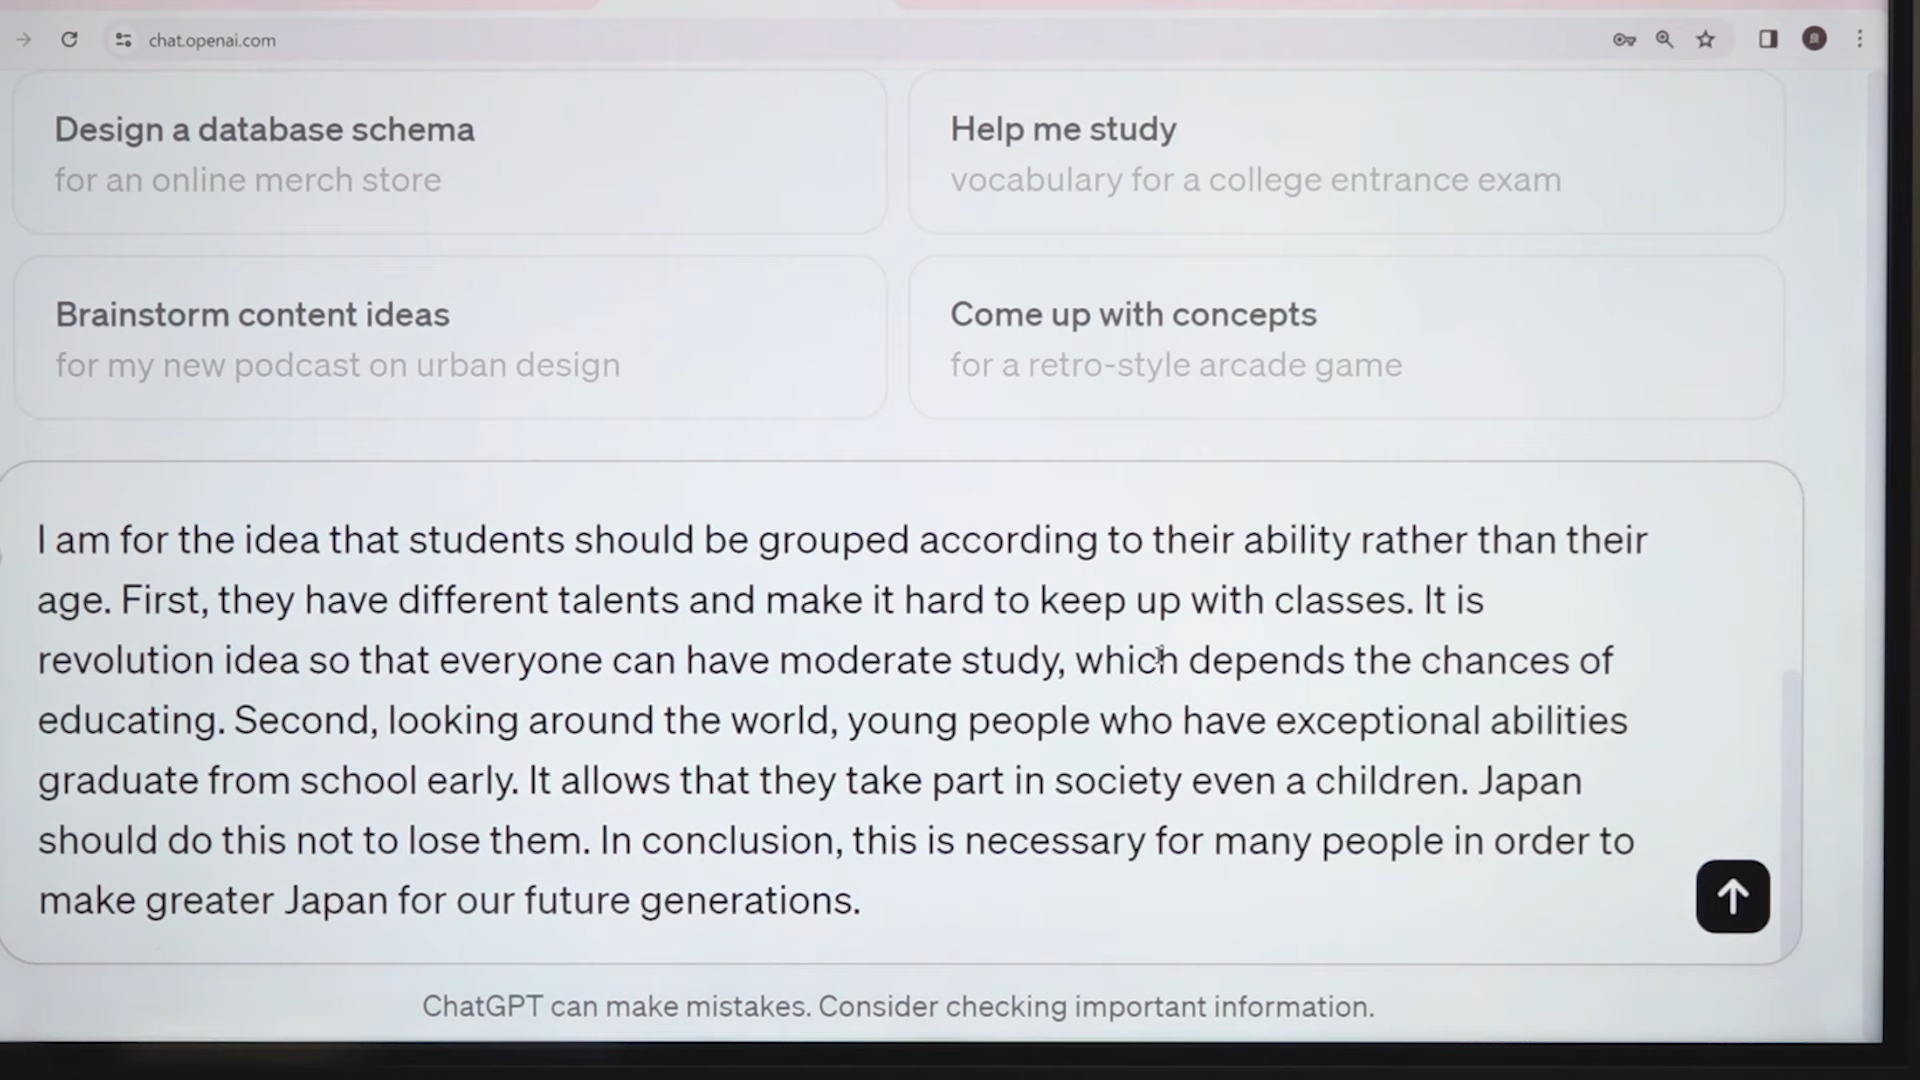 chat.openai.com
Design a database schema
for an online merch store
Help me study
vocabulary for a college entrance exam
Brainstorm content ideas
for my new podcast on urban design
Come up with concepts
for a retro-style arcade game
I am for the idea that students should be grouped according to their ability rather than their
age. First, they have different talents and make it hard to keep up with classes. It is
revolution idea so that everyone can have moderate study, which depends the chances of
educating. Second, looking around the world, young people who have exceptional abilities
graduate from school early. It allows that they take part in society even a children. Japan
should do this not to lose them. In conclusion, this is necessary for many people in order to
make greater Japan for our future generations.
ChatGPT can make mistakes. Consider checking important information.